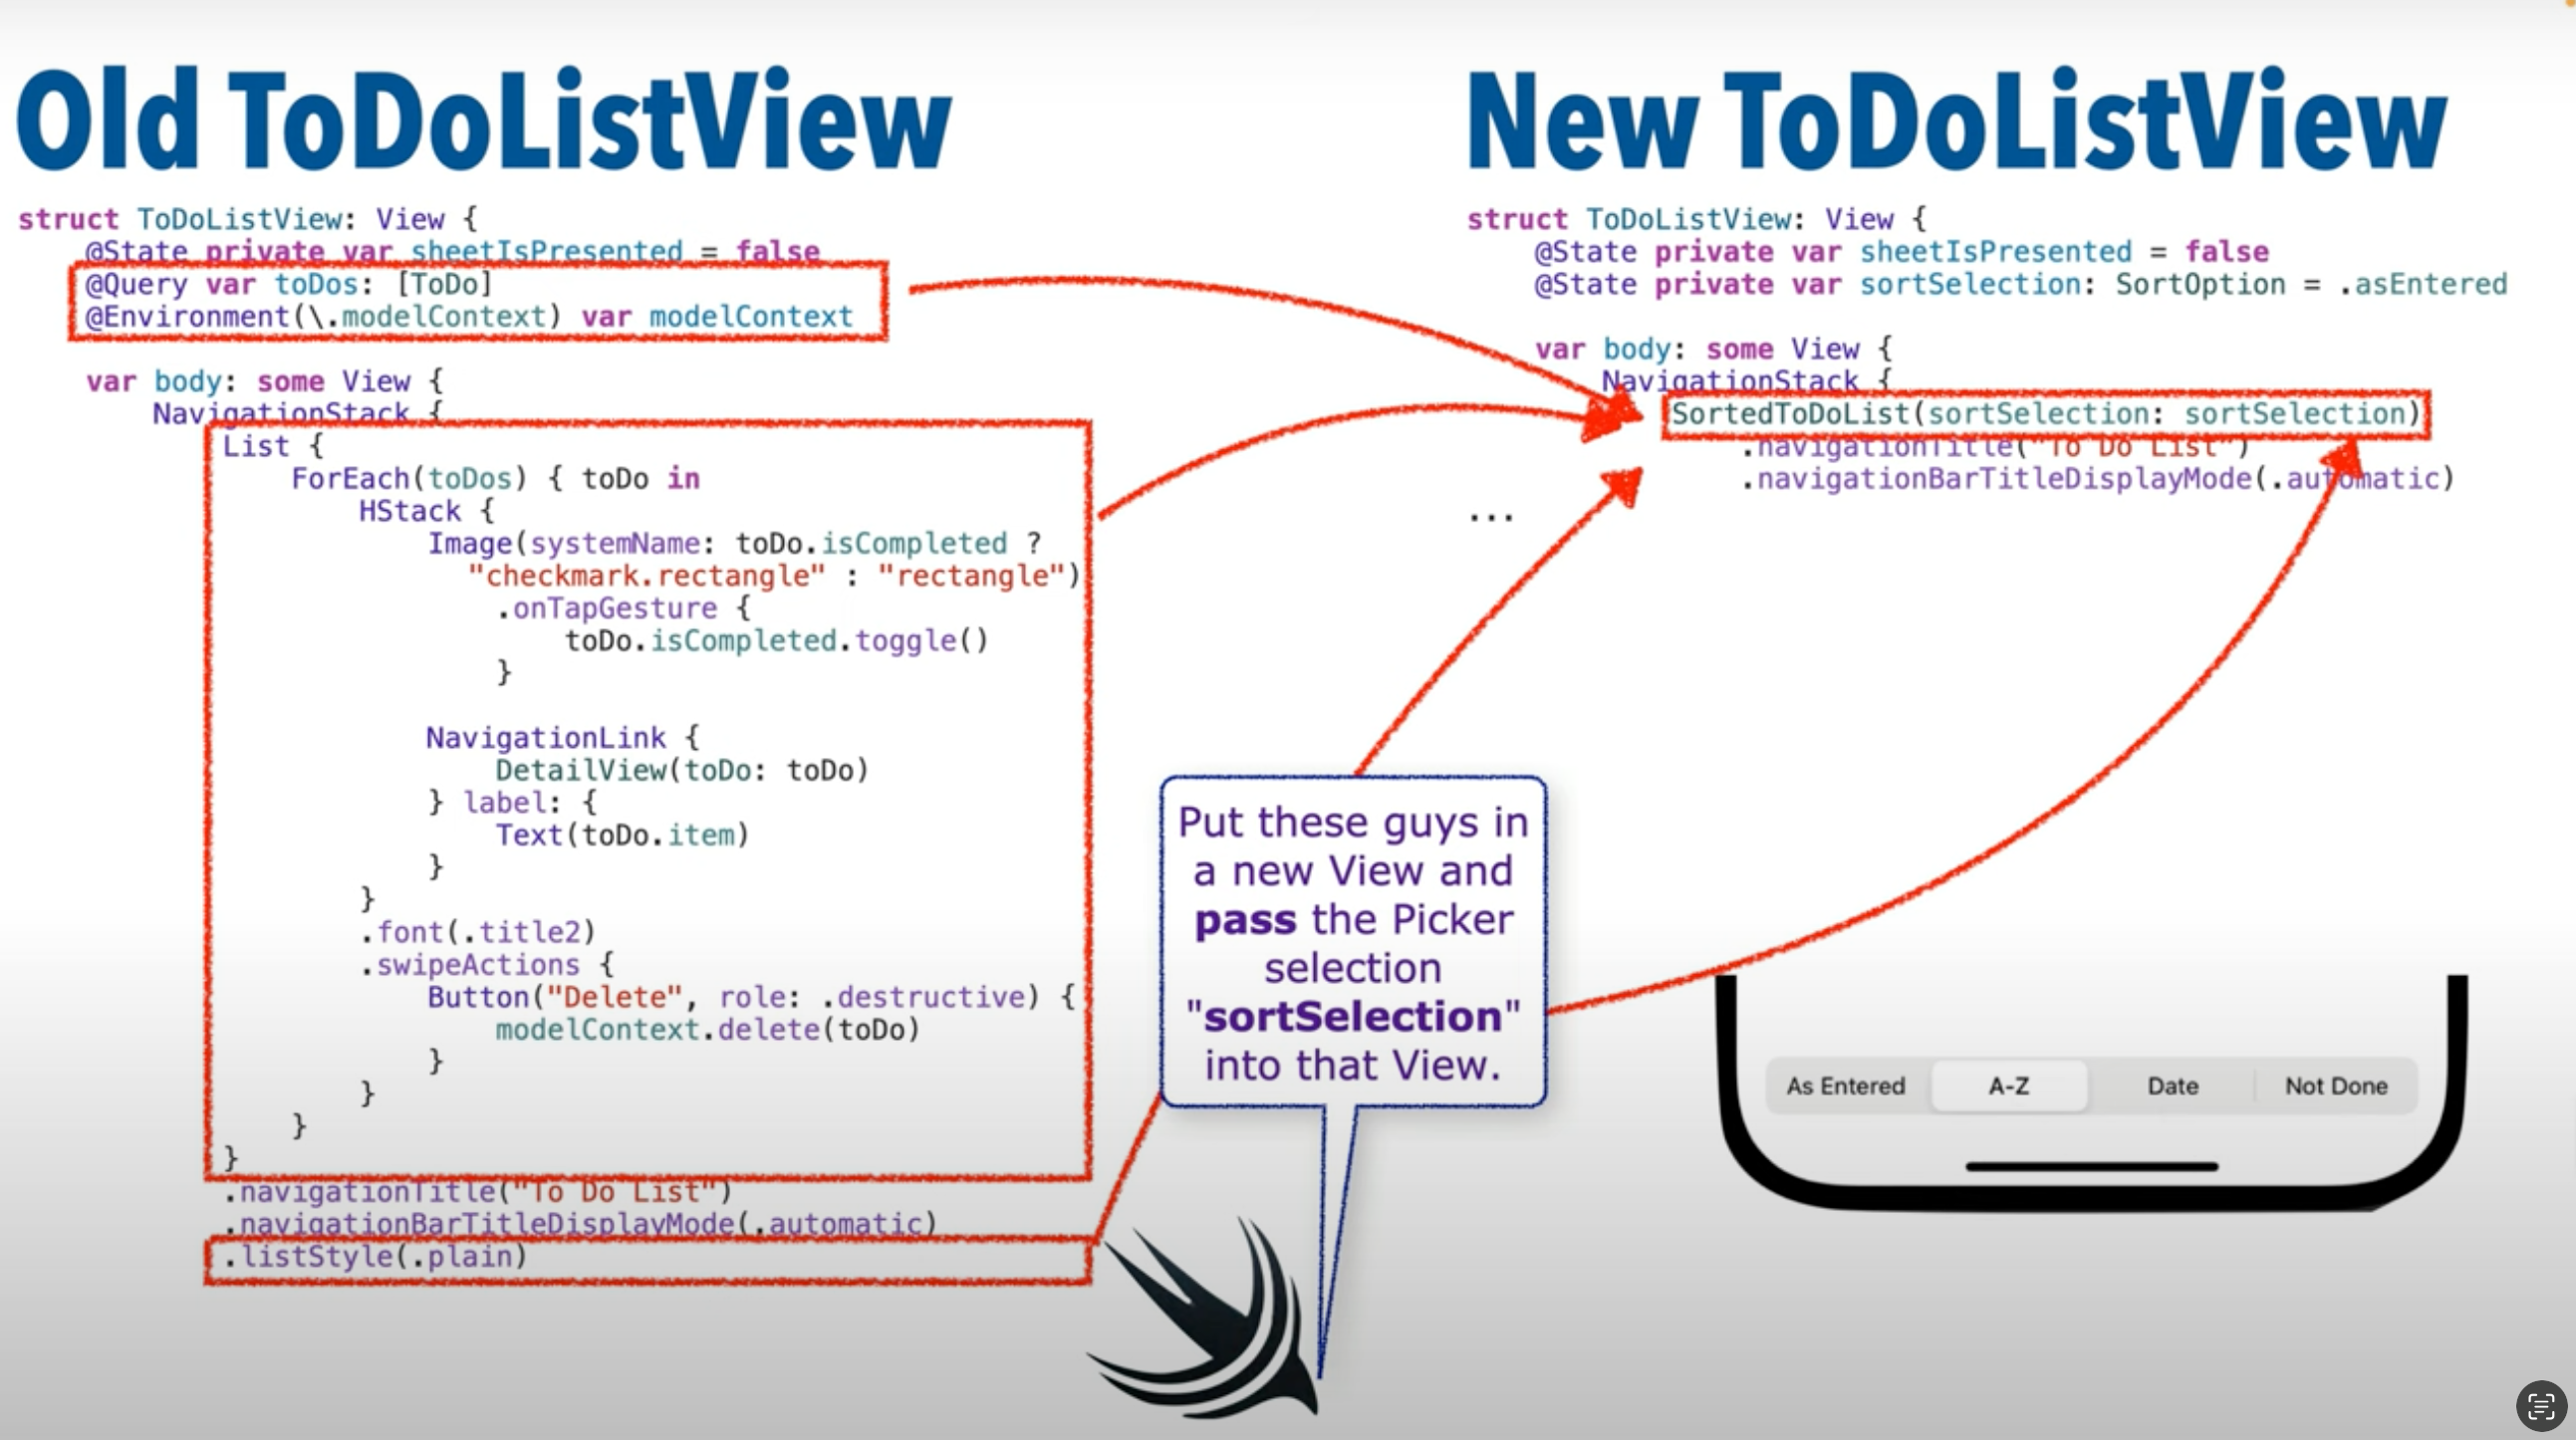 Old ToDoListView
struct ToDoListView: View {
@State private var sheetIsPresented = false
@Query var toDos: [ToDo]
@Environment(\.modelContext) var modelContext
var body: some View {
NavigationStack {
List {
ForEach(toDos) { toDo in
HStack {
Image(systemName: toDo.isCompleted ?
"checkmark.rectangle" : "rectangle")
.onTapGesture {
toDo.isCompleted.toggle()
}
NavigationLink {
DetailView(toDo: toDo)
} label: {
Text(toDo.item)
}
}
.font(.title2)
.swipeActions {
Button("Delete", role: .destructive) {
modelContext.delete(toDo)
}
}
}
}
.navigationTitle("To Do List")
.navigationBarTitleDisplayMode(.automatic)
.listStyle(.plain)
Put these guys in
a new View and
pass the Picker
selection
"sortSelection"
into that View.
New ToDoListView
struct ToDoListView: View {
@State private var sheetIsPresented = false
@State private var sortSelection: SortOption = .asEntered
var body: some View {
NavigationStack {
SortedToDoList(sortSelection: sortSelection)
.navigationTitle("To Do List")
.navigationBarTitleDisplayMode(.automatic)
...
As Entered A-Z Date Not Done